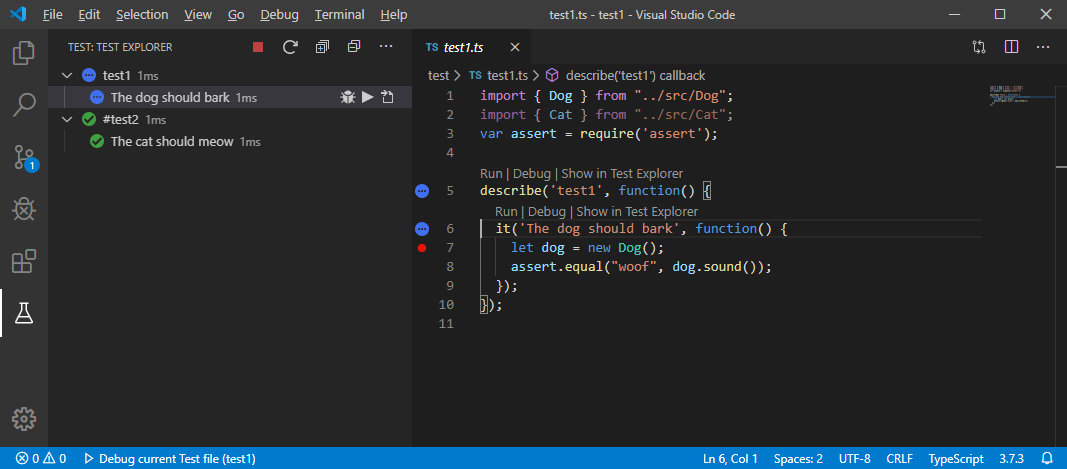 File Edit Selection View Go Debug Terminal Help test1.ts - test1 - Visual Studio Code
TEST: TEST EXPLORER
test1 1ms
The dog should bark 1ms
#test2 1ms
The cat should meow 1ms
1
TS test1.ts
test > TS test1.ts > describe('test1') callback
1 import { Dog } from "../src/Dog";
2 import { Cat } from "../src/Cat";
3 var assert = require('assert');
4
Run | Debug | Show in Test Explorer
5 describe('test1', function() {
Run | Debug | Show in Test Explorer
6 it('The dog should bark', function() {
7 let dog = new Dog();
8 assert.equal("woof", dog.sound());
9 });
10 });
11
0 0 Debug current Test file (test1) Ln 6, Col 1 Spaces: 2 UTF-8 CRLF TypeScript 3.7.3